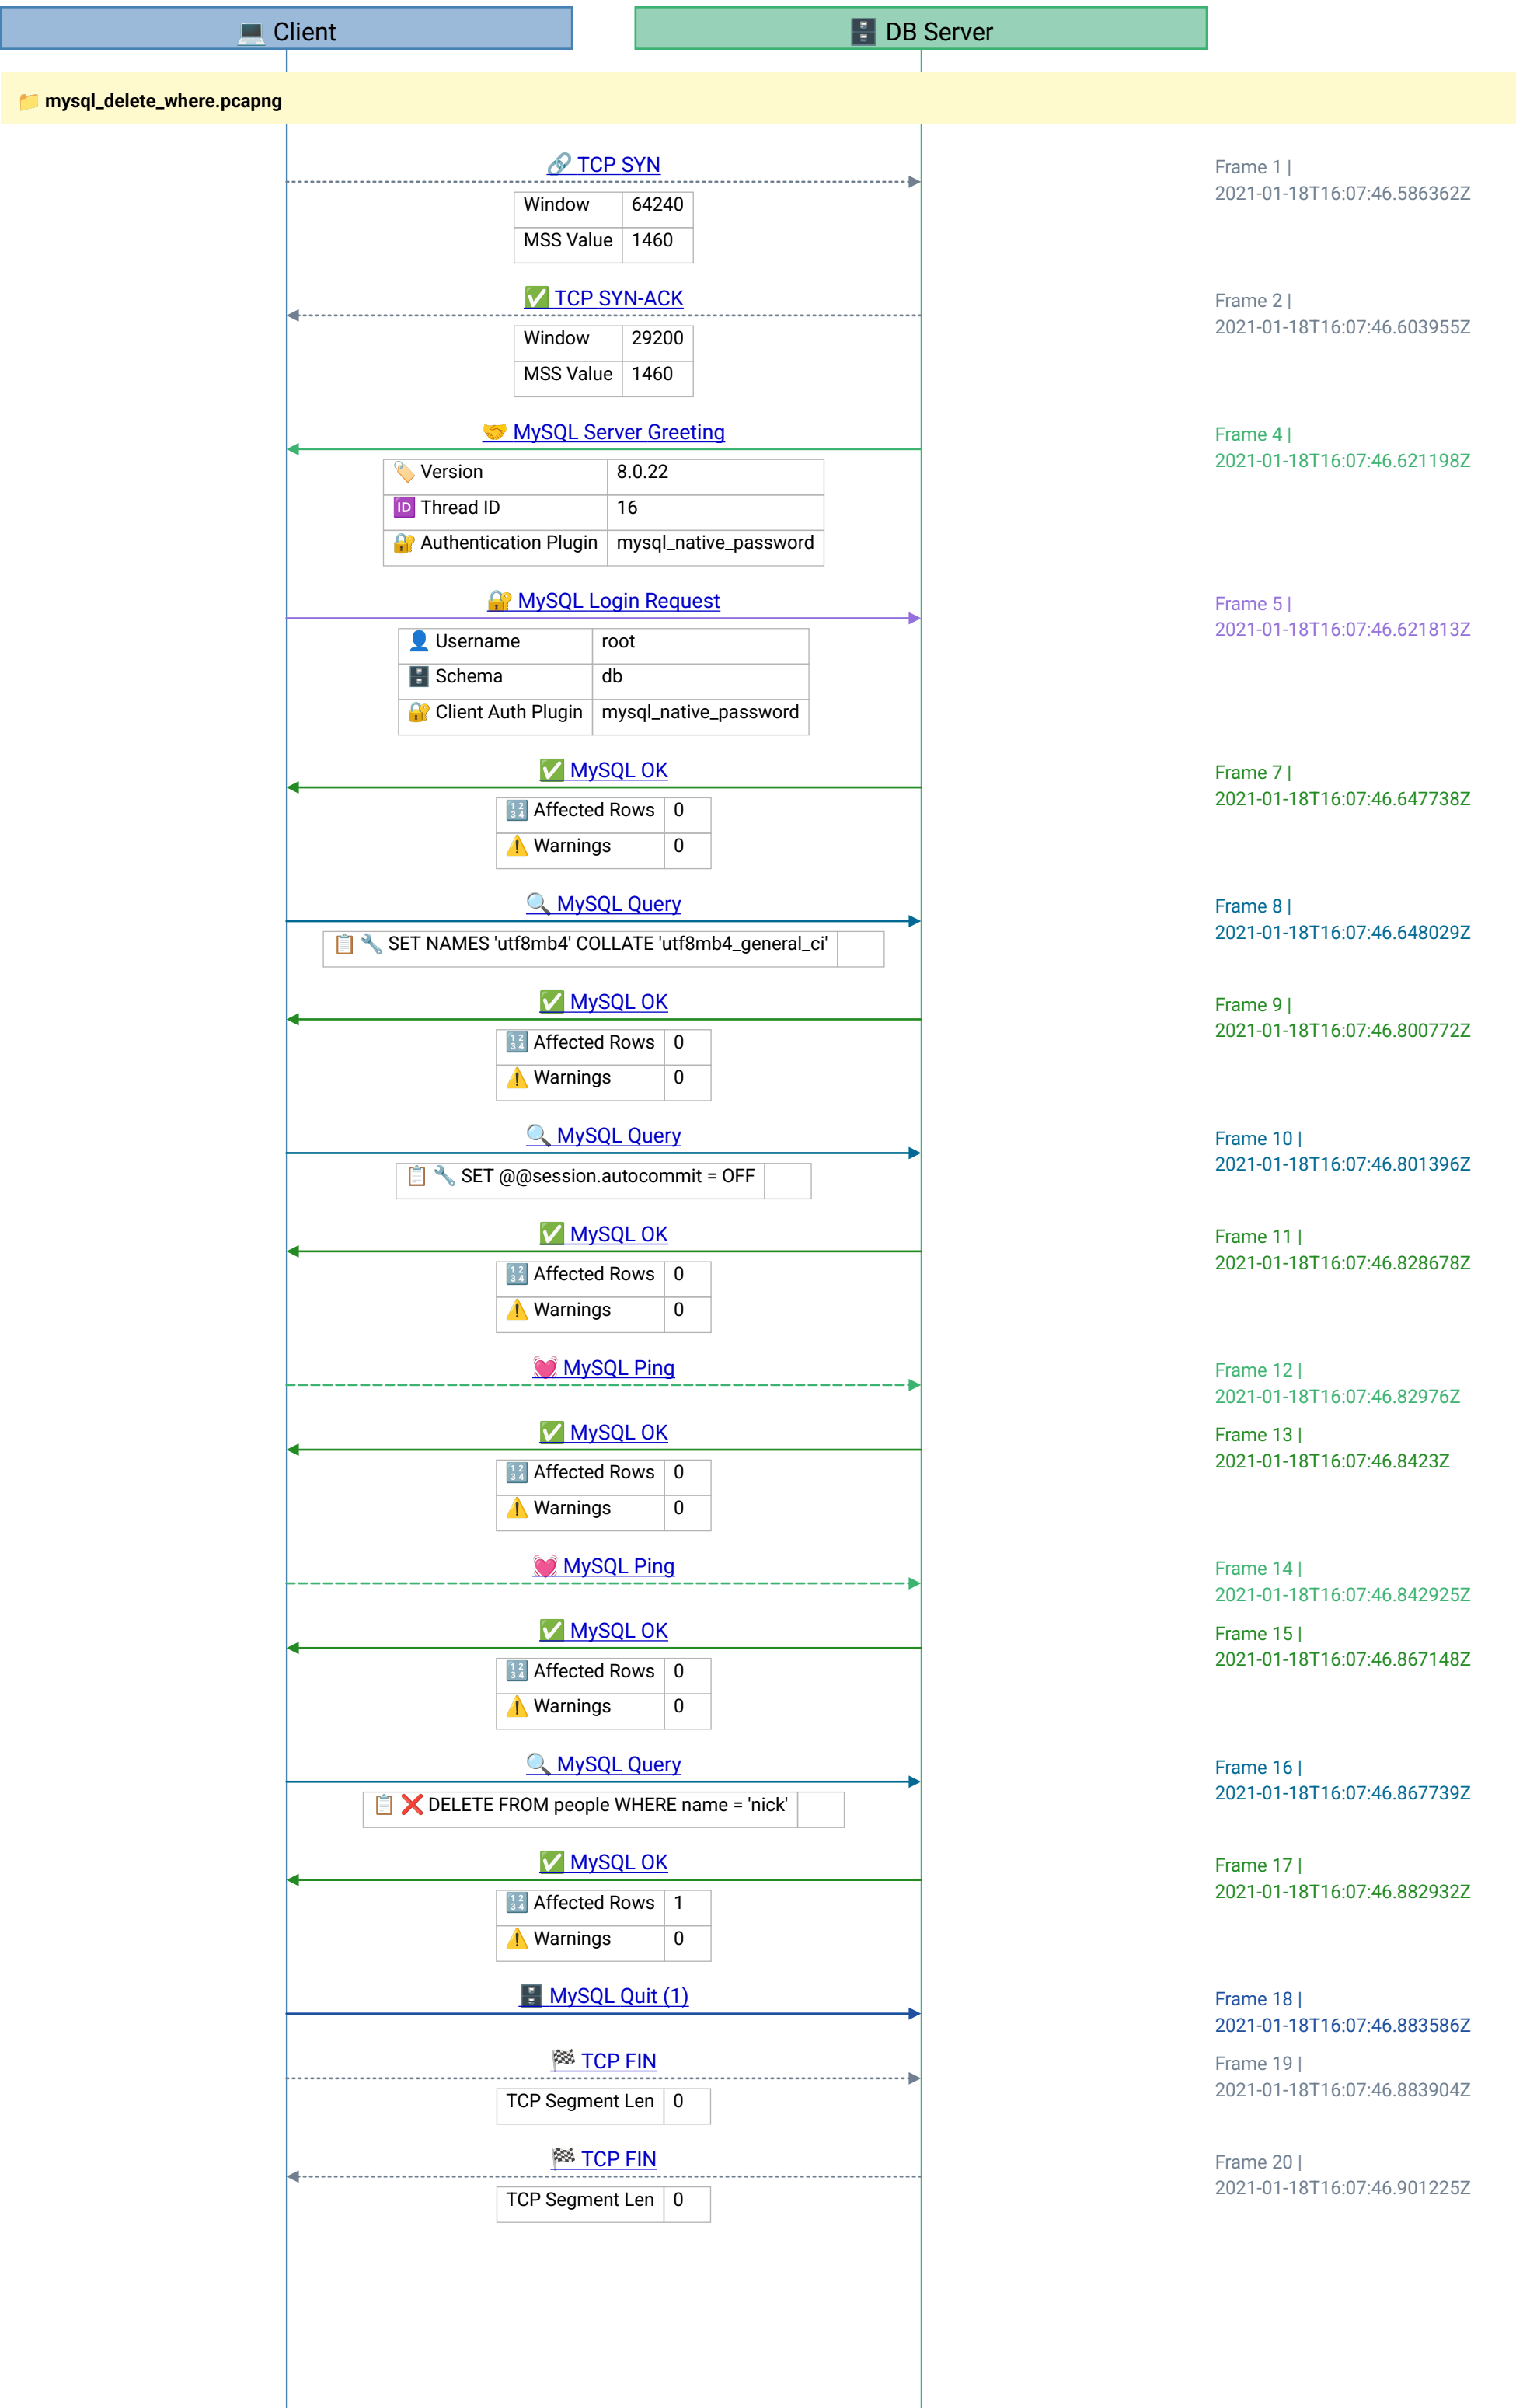 💻 Client
🗄️ DB Server
📁 mysql_delete_where.pcapng
🔗 TCP SYN
Frame 1 |
2021-01-18T16:07:46.586362Z
Window 64240
MSS Value 1460
✅ TCP SYN-ACK
Frame 2 |
2021-01-18T16:07:46.603955Z
Window 29200
MSS Value 1460
🤝 MySQL Server Greeting
Frame 4 |
2021-01-18T16:07:46.621198Z
🏷️ Version 8.0.22
🆔 Thread ID 16
🔐 Authentication Plugin mysql_native_password
🔐 MySQL Login Request
Frame 5 |
2021-01-18T16:07:46.621813Z
👤 Username root
🗄️ Schema db
🔐 Client Auth Plugin mysql_native_password
✅ MySQL OK
Frame 7 |
2021-01-18T16:07:46.647738Z
🔢 Affected Rows 0
⚠️ Warnings 0
🔍 MySQL Query
Frame 8 |
2021-01-18T16:07:46.648029Z
📋 🔧 SET NAMES 'utf8mb4' COLLATE 'utf8mb4_general_ci'
✅ MySQL OK
Frame 9 |
2021-01-18T16:07:46.800772Z
🔢 Affected Rows 0
⚠️ Warnings 0
🔍 MySQL Query
Frame 10 |
2021-01-18T16:07:46.801396Z
📋 🔧 SET @@session.autocommit = OFF
✅ MySQL OK
Frame 11 |
2021-01-18T16:07:46.828678Z
🔢 Affected Rows 0
⚠️ Warnings 0
💓 MySQL Ping
Frame 12 |
2021-01-18T16:07:46.82976Z
✅ MySQL OK
Frame 13 |
2021-01-18T16:07:46.8423Z
🔢 Affected Rows 0
⚠️ Warnings 0
💓 MySQL Ping
Frame 14 |
2021-01-18T16:07:46.842925Z
✅ MySQL OK
Frame 15 |
2021-01-18T16:07:46.867148Z
🔢 Affected Rows 0
⚠️ Warnings 0
🔍 MySQL Query
Frame 16 |
2021-01-18T16:07:46.867739Z
📋 ❌ DELETE FROM people WHERE name = 'nick'
✅ MySQL OK
Frame 17 |
2021-01-18T16:07:46.882932Z
🔢 Affected Rows 1
⚠️ Warnings 0
🗄️ MySQL Quit (1)
Frame 18 |
2021-01-18T16:07:46.883586Z
🏁 TCP FIN
Frame 19 |
2021-01-18T16:07:46.883904Z
TCP Segment Len 0
🏁 TCP FIN
Frame 20 |
2021-01-18T16:07:46.901225Z
TCP Segment Len 0